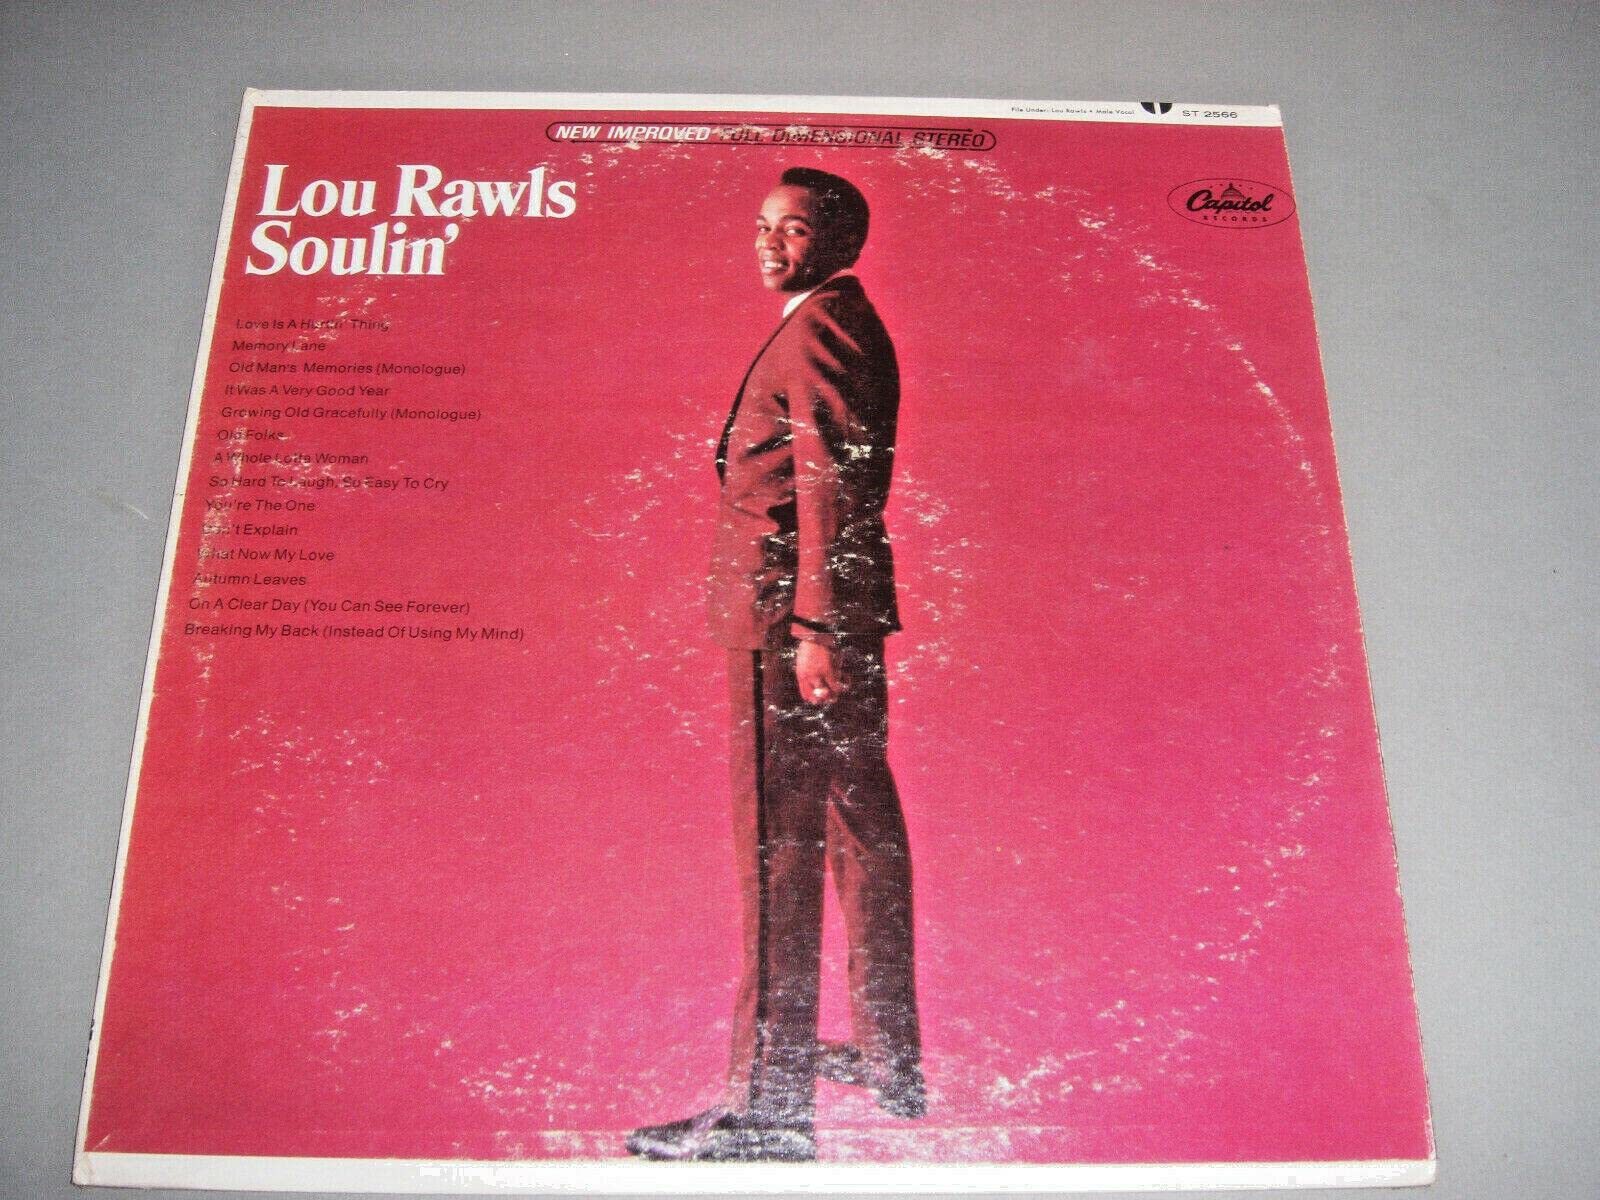 File Under: Lou Rawls • Male Vocal
ST 2566
NEW IMPROVED FULL DIMENSIONAL STEREO
Capitol
RECORDS
Lou Rawls
Soulin'
Love Is A Hurtin' Thing
Memory Lane
Old Man's Memories (Monologue)
It Was A Very Good Year
Growing Old Gracefully (Monologue)
Old Folks
A Whole Lotta Woman
So Hard To Laugh, So Easy To Cry
You're The One
Don't Explain
What Now My Love
Autumn Leaves
On A Clear Day (You Can See Forever)
Breaking My Back (Instead Of Using My Mind)